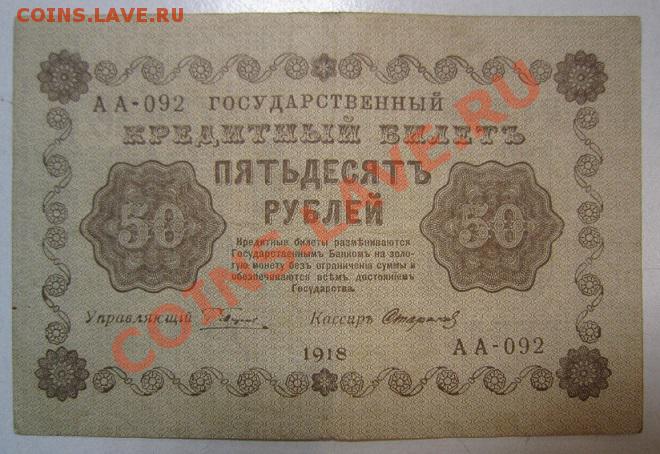 COINS.LAVE.RU
АА-092 ГОСУДАРСТВЕННЫЙ
КРЕДИТНЫЙ БИЛЕТЪ
ПЯТЬДЕСЯТЪ
РУБЛЕЙ
50 50
Кредитные билеты размѣниваются
Государственнымъ Банкомъ на золо-
тую монету безъ ограниченія суммы и
обезпечиваются всѣмъ достояніемъ
Государства.
Управляющій Кассиръ
1918 АА-092
COINS.LAVE.RU